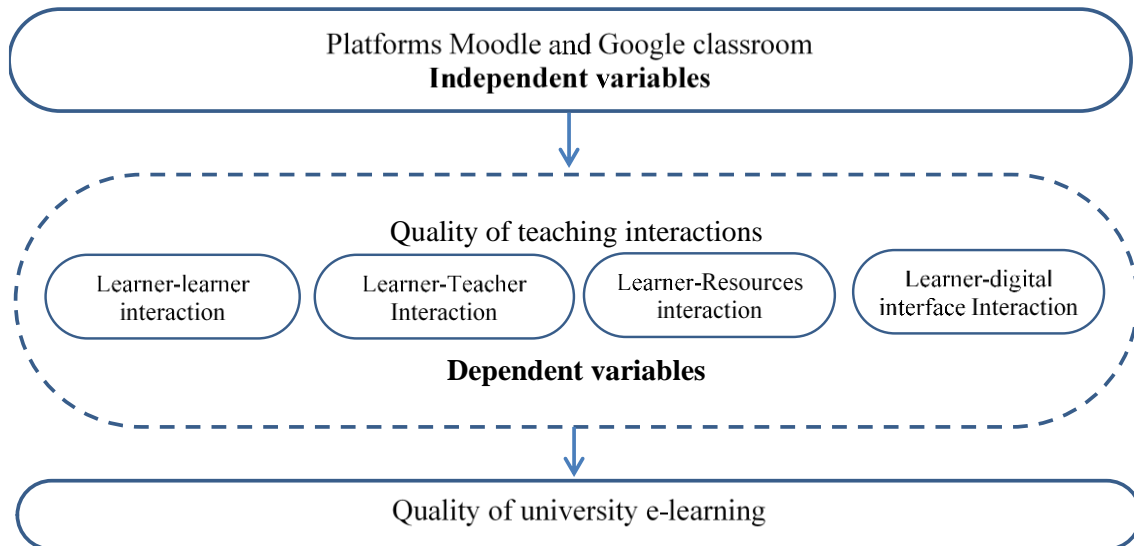 Platforms Moodle and Google classroom
Independent variables
Quality of teaching interactions
Learner-learner
interaction
Learner-Teacher
Interaction
Learner-Resources
interaction
Learner-digital
interface Interaction
Dependent variables
Quality of university e-learning